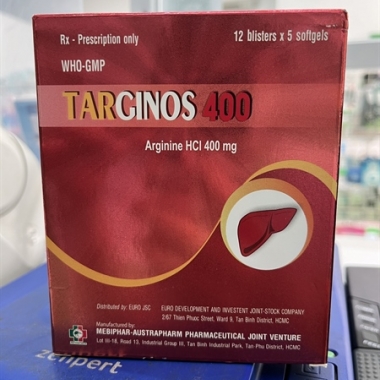 Rx - Prescription only
12 blisters x 5 softgels
WHO-GMP
TARGINOS 400
Arginine HCl 400 mg
Distributed by: EURO JSC
EURO DEVELOPMENT AND INVESTENT JOINT-STOCK COMPANY
2/67 Thien Phuoc Street, Ward 9, Tan Binh District, HCMC
Manufactured by:
MEBIPHAR-AUSTRAPHARM PHARMACEUTICAL JOINT VENTURE
Lot III-18, Road 13, Industrial Group III, Tan Binh Industrial Park, Tan Phu District, HCMC